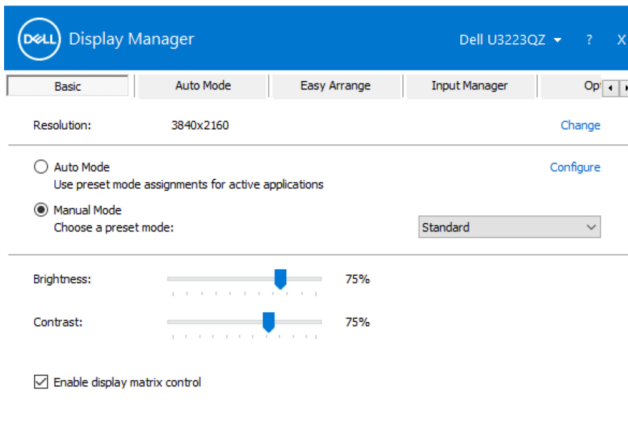 DELL Display Manager Dell U3223QZ ? X
Basic Auto Mode Easy Arrange Input Manager
Resolution: 3840x2160 Change
Auto Mode Configure
Use preset mode assignments for active applications
Manual Mode
Choose a preset mode: Standard
Brightness: 75%
Contrast: 75%
Enable display matrix control